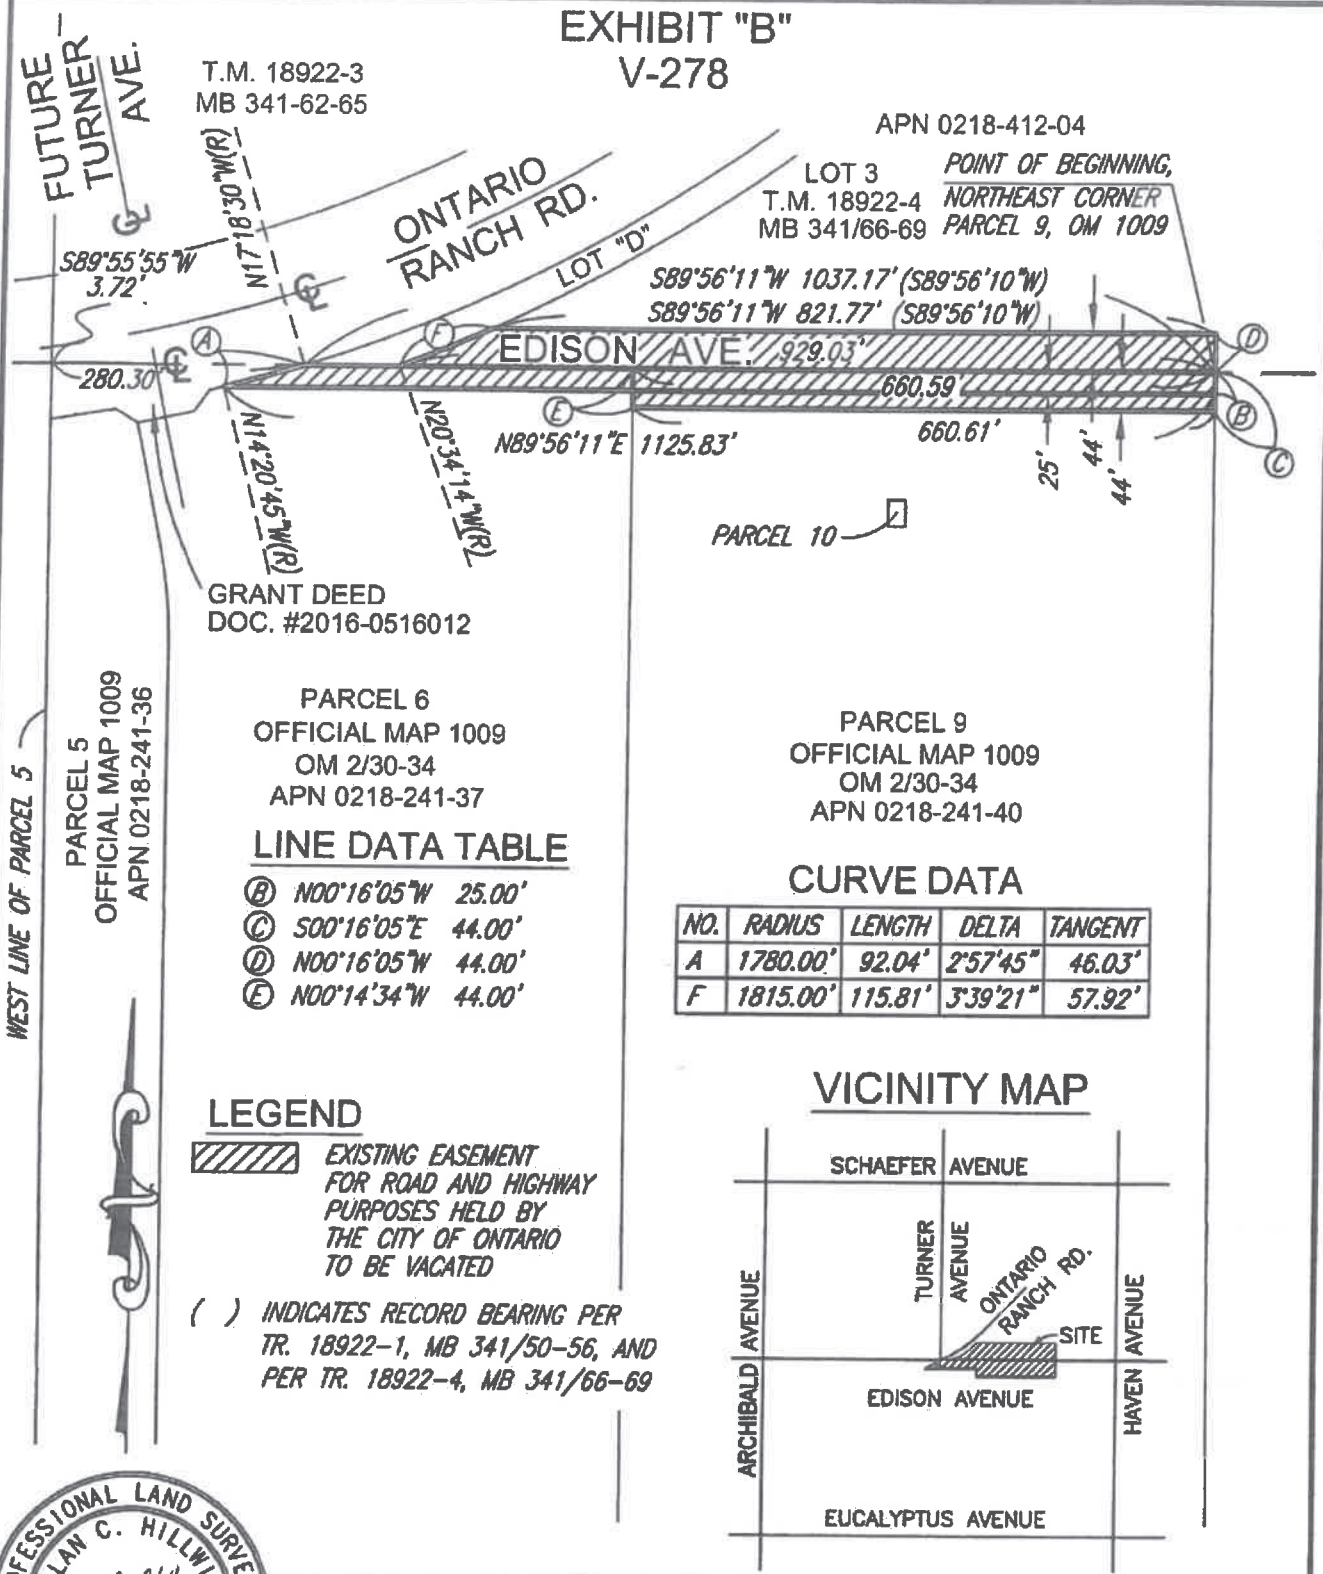 EXHIBIT "B"
V-278
FUTURE
TURNER
AVE.
T.M. 18922-3
MB 341-62-65
N17°18'30"W(R)
ONTARIO
RANCH RD.
LOT "D"
APN 0218-412-04
LOT 3
T.M. 18922-4
MB 341/66-69
POINT OF BEGINNING,
NORTHEAST CORNER
PARCEL 9, OM 1009
S89°55'55"W
3.72'
S89°56'11"W 1037.17' (S89°56'10"W)
S89°56'11"W 821.77' (S89°56'10"W)
A
F
D
EDISON AVE. 929.03'
280.30'
660.59
B
E
N89°56'11"E 1125.83'
660.61'
25'
44'
44'
C
N14°20'45"W(R)
N20°34'14"W(R)
PARCEL 10
GRANT DEED
DOC. #2016-0516012
WEST LINE OF PARCEL 5
PARCEL 5
OFFICIAL MAP 1009
APN 0218-241-36
PARCEL 6
OFFICIAL MAP 1009
OM 2/30-34
APN 0218-241-37
PARCEL 9
OFFICIAL MAP 1009
OM 2/30-34
APN 0218-241-40
LINE DATA TABLE
B N00°16'05"W 25.00'
C S00°16'05"E 44.00'
D N00°16'05"W 44.00'
E N00°14'34"W 44.00'
CURVE DATA
NO. RADIUS LENGTH DELTA TANGENT
A 1780.00' 92.04' 2°57'45" 46.03'
F 1815.00' 115.81' 3°39'21" 57.92'
LEGEND
EXISTING EASEMENT
FOR ROAD AND HIGHWAY
PURPOSES HELD BY
THE CITY OF ONTARIO
TO BE VACATED
( ) INDICATES RECORD BEARING PER
TR. 18922-1, MB 341/50-56, AND
PER TR. 18922-4, MB 341/66-69
VICINITY MAP
SCHAEFER AVENUE
TURNER
AVENUE
ONTARIO
RANCH RD.
SITE
ARCHIBALD AVENUE
HAVEN AVENUE
EDISON AVENUE
EUCALYPTUS AVENUE
LAND
C.